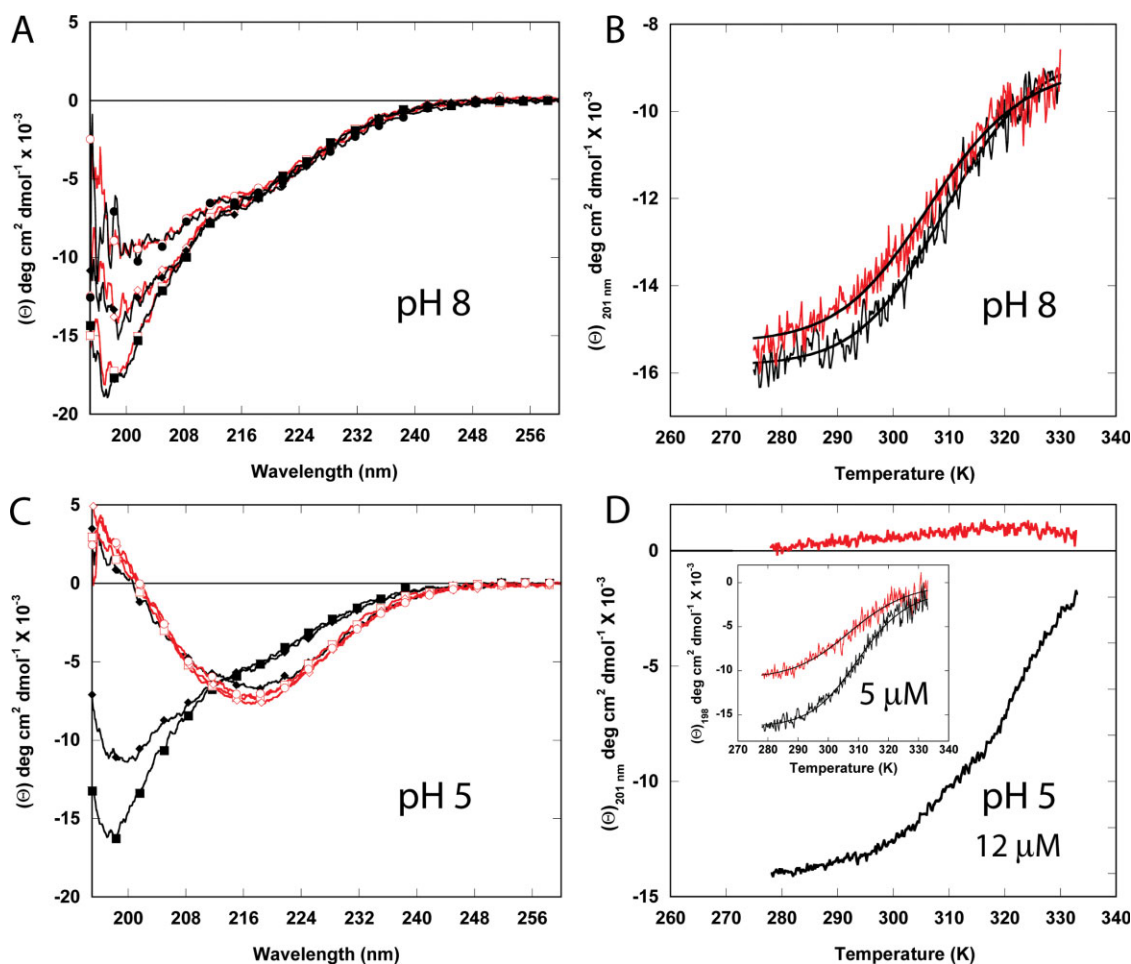 A
5
0
-5
-10
-15
-20
(Θ) deg cm² dmol⁻¹ x 10⁻³
pH 8
200 208 216 224 232 240 248 256
Wavelength (nm)
B
-8
-10
-12
-14
-16
(Θ) 201 nm deg cm² dmol⁻¹ X 10⁻³
pH 8
260 270 280 290 300 310 320 330 340
Temperature (K)
C
5
0
-5
-10
-15
-20
(Θ) deg cm² dmol⁻¹ X 10⁻³
pH 5
200 208 216 224 232 240 248 256
Wavelength (nm)
D
0
-5
-10
-15
(Θ)201 nm deg cm² dmol⁻¹ X 10⁻³
0
-5
-10
-15
(Θ)198 deg cm² dmol⁻¹ X 10⁻³
5 μM
270 280 290 300 310 320 330 340
Temperature (K)
pH 5
12 μM
260 270 280 290 300 310 320 330 340
Temperature (K)